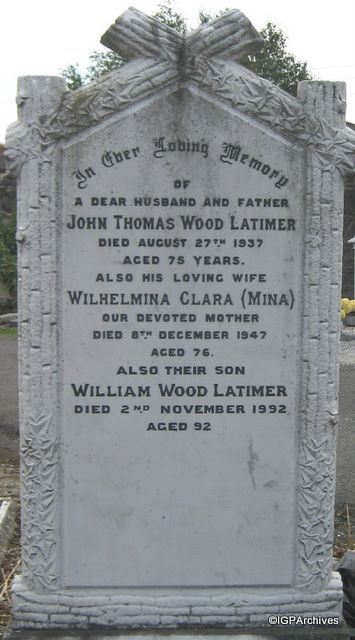 In Ever Loving Memory
OF
A DEAR HUSBAND AND FATHER
JOHN THOMAS WOOD LATIMER
DIED AUGUST 27TH 1937
AGED 75 YEARS.
ALSO HIS LOVING WIFE
WILHELMINA CLARA (MINA)
OUR DEVOTED MOTHER
DIED 8TH DECEMBER 1947
AGED 76.
ALSO THEIR SON
WILLIAM WOOD LATIMER
DIED 2ND NOVEMBER 1992
AGED 92
©IGPArchives